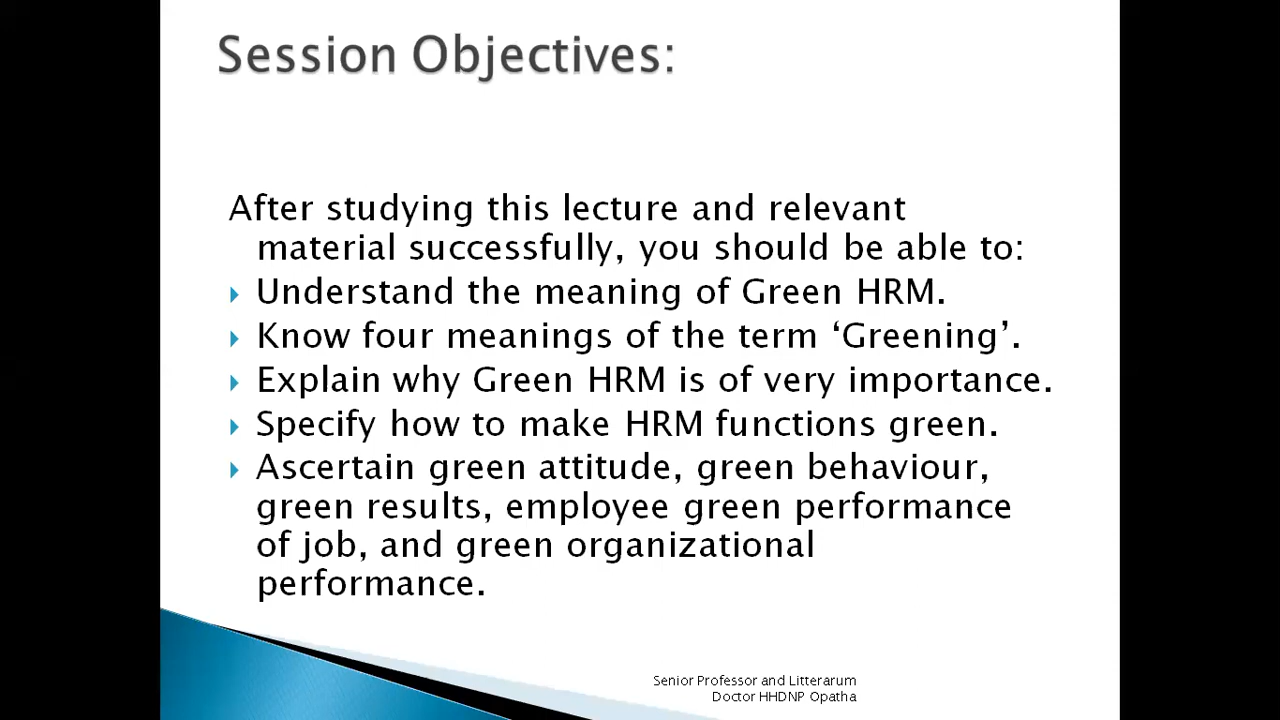 Session Objectives:
After studying this lecture and relevant
material successfully, you should be able to:
Understand the meaning of Green HRM.
Know four meanings of the term ‘Greening’.
Explain why Green HRM is of very importance.
Specify how to make HRM functions green.
Ascertain green attitude, green behaviour,
green results, employee green performance
of job, and green organizational
performance.
Senior Professor and Litterarum
Doctor HHDNP Opatha